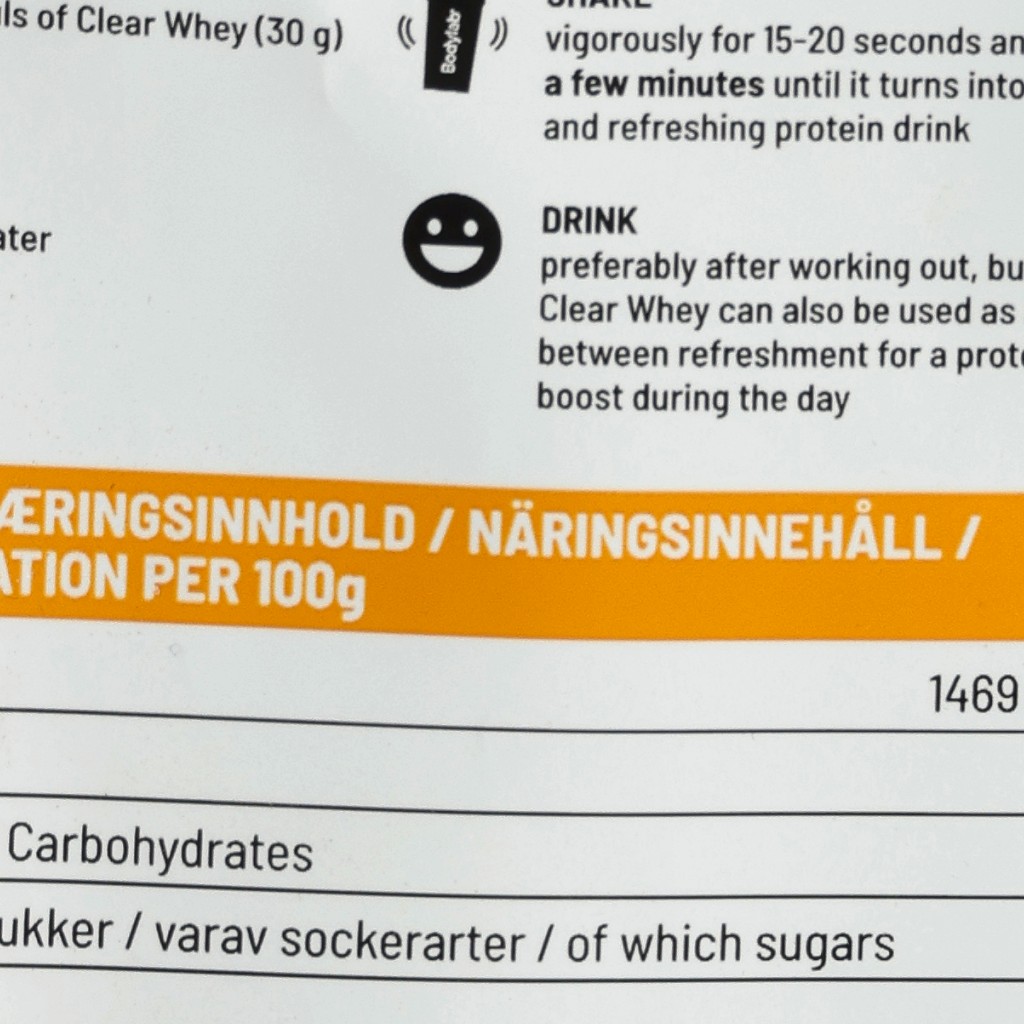 ls of Clear Whey (30 g)
Bodylab
SHAKE
vigorously for 15-20 seconds an
a few minutes until it turns into
and refreshing protein drink
ater
DRINK
preferably after working out, bu
Clear Whey can also be used as
between refreshment for a prote
boost during the day
ÆRINGSINNHOLD / NÄRINGSINNEHÅLL /
ATION PER 100g
1469
Carbohydrates
ukker / varav sockerarter / of which sugars